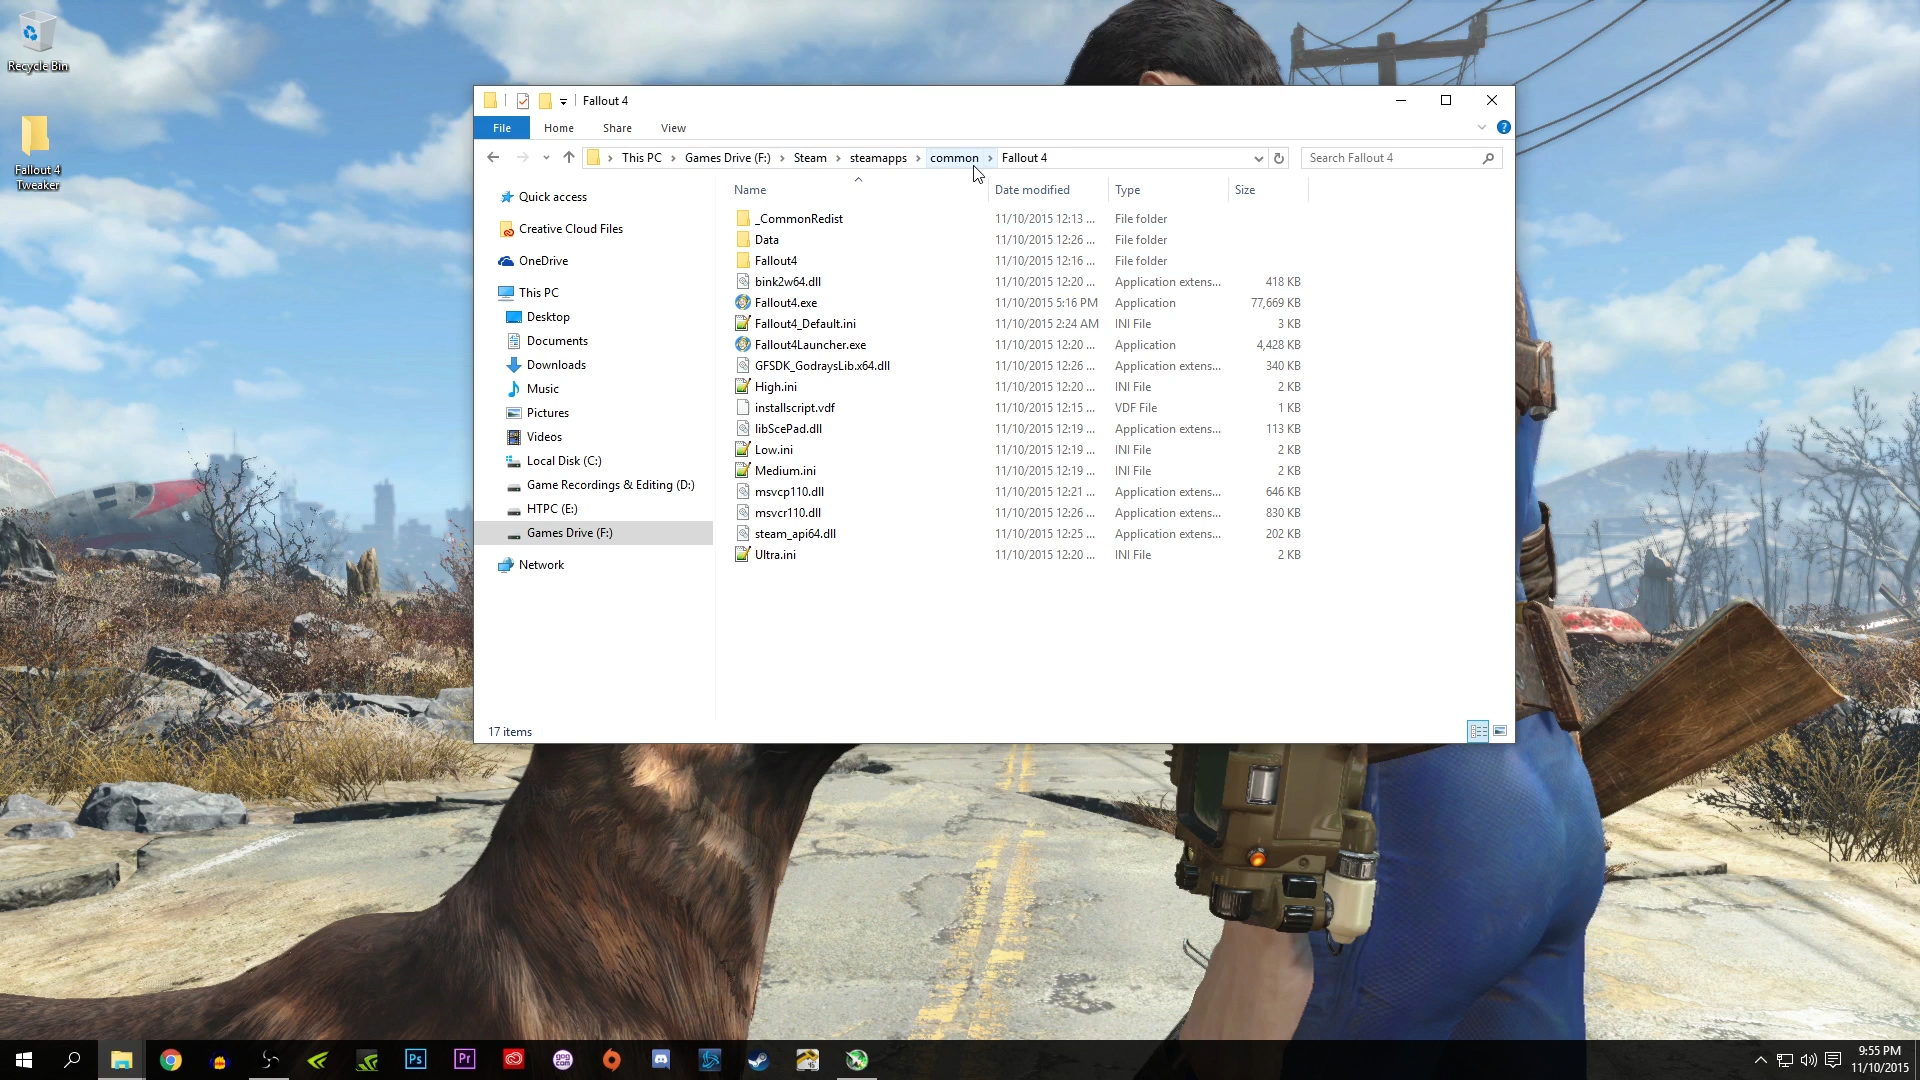 Recycle Bin
Fallout 4
Tweaker
Fallout 4
File Home Share View
This PC Games Drive (F:) Steam steamapps common Fallout 4
Search Fallout 4
Quick access
Creative Cloud Files
OneDrive
This PC
Desktop
Documents
Downloads
Music
Pictures
Videos
Local Disk (C:)
Game Recordings & Editing (D:)
HTPC (E:)
Games Drive (F:)
Network
Name Date modified Type Size
_CommonRedist 11/10/2015 12:13 ... File folder
Data 11/10/2015 12:26 ... File folder
Fallout4 11/10/2015 12:16 ... File folder
bink2w64.dll 11/10/2015 12:20 ... Application extens... 418 KB
Fallout4.exe 11/10/2015 5:16 PM Application 77,669 KB
Fallout4_Default.ini 11/10/2015 2:24 AM INI File 3 KB
Fallout4Launcher.exe 11/10/2015 12:20 ... Application 4,428 KB
GFSDK_GodraysLib.x64.dll 11/10/2015 12:26 ... Application extens... 340 KB
High.ini 11/10/2015 12:20 ... INI File 2 KB
installscript.vdf 11/10/2015 12:15 ... VDF File 1 KB
libScePad.dll 11/10/2015 12:19 ... Application extens... 113 KB
Low.ini 11/10/2015 12:19 ... INI File 2 KB
Medium.ini 11/10/2015 12:19 ... INI File 2 KB
msvcp110.dll 11/10/2015 12:21 ... Application extens... 646 KB
msvcr110.dll 11/10/2015 12:26 ... Application extens... 830 KB
steam_api64.dll 11/10/2015 12:25 ... Application extens... 202 KB
Ultra.ini 11/10/2015 12:20 ... INI File 2 KB
17 items
Ps Pr gog com
9:55 PM
11/10/2015